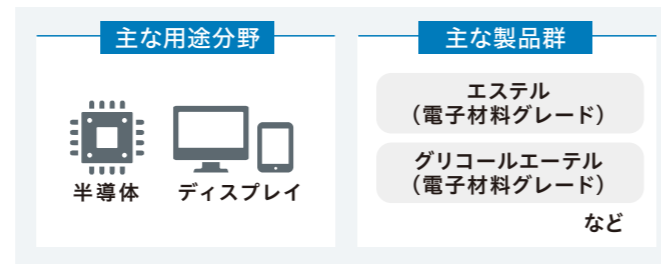 主な用途分野
半導体
ディスプレイ
主な製品群
エステル
（電子材料グレード）
グリコールエーテル
（電子材料グレード）
など